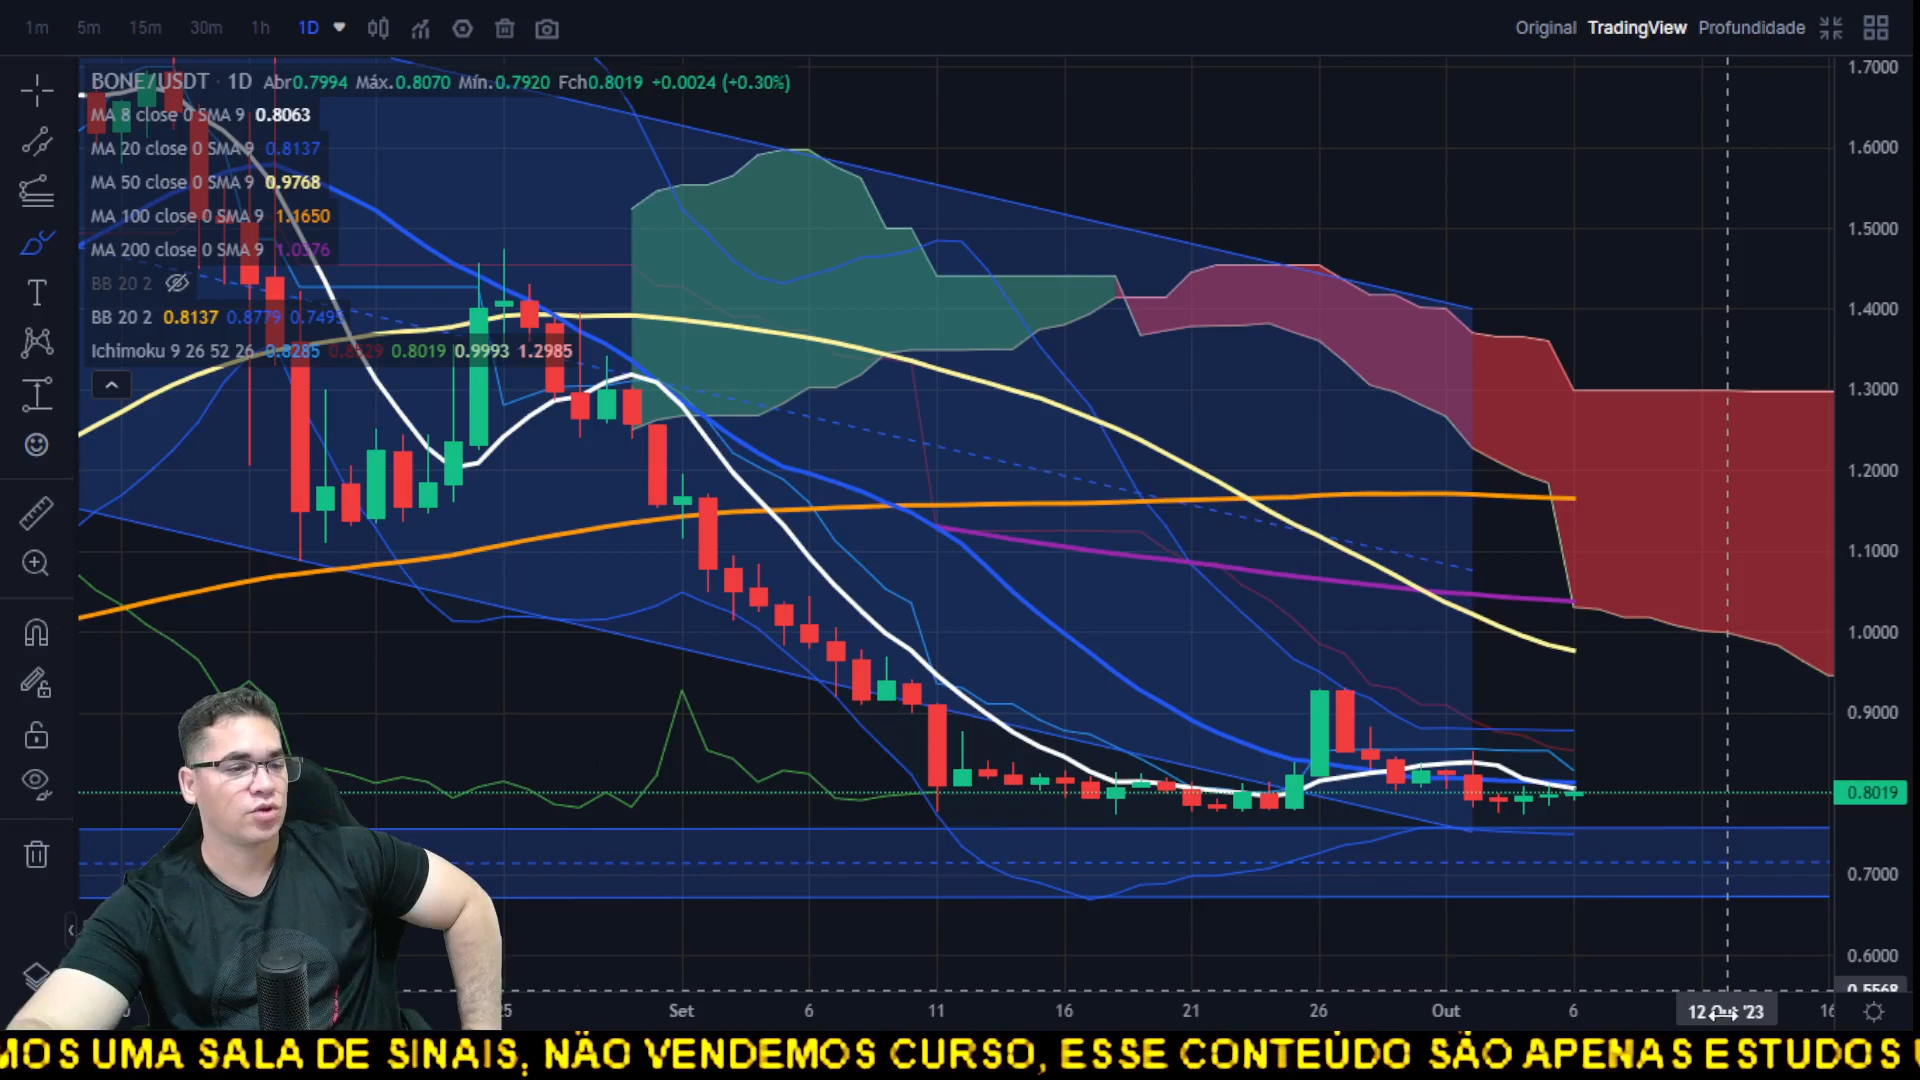 1m 5m 15m 30m 1h 1D Original TradingView Profundidade
BONE/USDT · 1D Abr0.7994 Máx.0.8070 Mín.0.7920 Fch0.8019 +0.0024 (+0.30%)
MA 8 close 0 SMA 9 0.8063
MA 20 close 0 SMA 9 0.8137
MA 50 close 0 SMA 9 0.9768
MA 100 close 0 SMA 9 1.1650
MA 200 close 0 SMA 9 1.0376
BB 20 2
BB 20 2 0.8137 0.8779 0.7495
Ichimoku 9 26 52 26 0.8285 0.8529 0.8019 0.9993 1.2985
1.7000
1.6000
1.5000
1.4000
1.3000
1.2000
1.1000
1.0000
0.9000
0.8019
0.7000
0.6000
0.5568
Set 6 11 16 21 26 Out 6 12 Out '23 16
MOS UMA SALA DE SINAIS, NÃO VENDEMOS CURSO, ESSE CONTEÚDO SÃO APENAS ESTUDOS